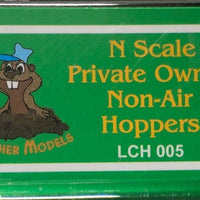 N Scale
Private Own
Non-Air
Hoppers
LCH 005
her Models